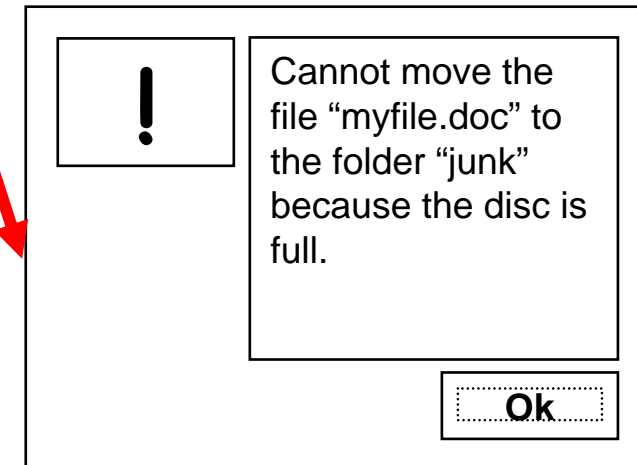 !
Cannot move the
file “myfile.doc” to
the folder “junk”
because the disc is
full.
Ok